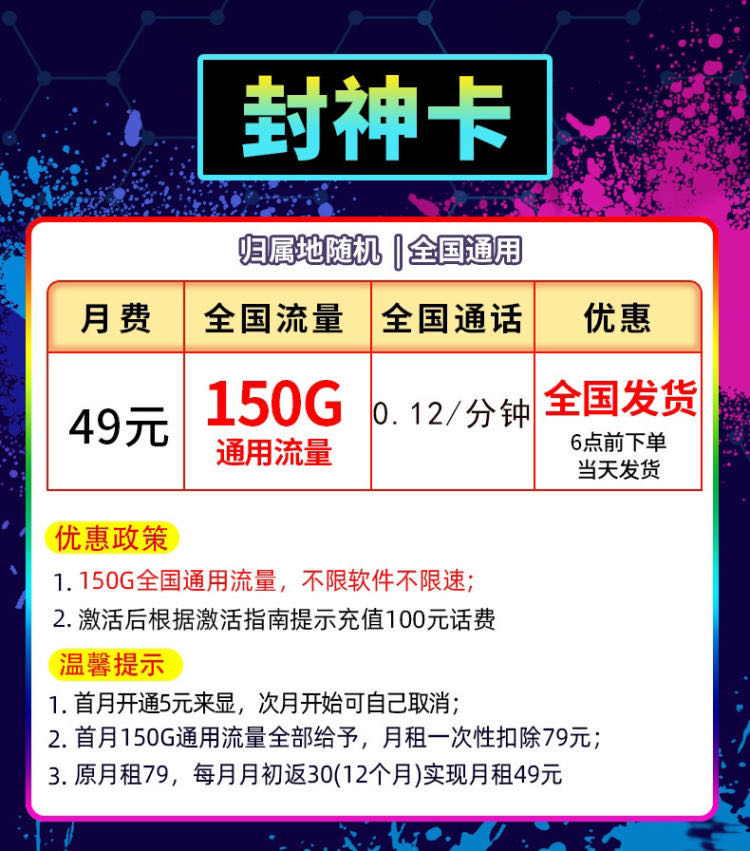 封神卡
归属地随机 | 全国通用
月费 全国流量 全国通话 优惠
49元 150G 0.12/分钟 全国发货
通用流量 6点前下单
当天发货
优惠政策
1. 150G全国通用流量，不限软件不限速；
2. 激活后根据激活指南提示充值100元话费
温馨提示
1. 首月开通5元来显，次月开始可自己取消；
2. 首月150G通用流量全部给予，月租一次性扣除79元；
3. 原月租79，每月月初返30(12个月)实现月租49元